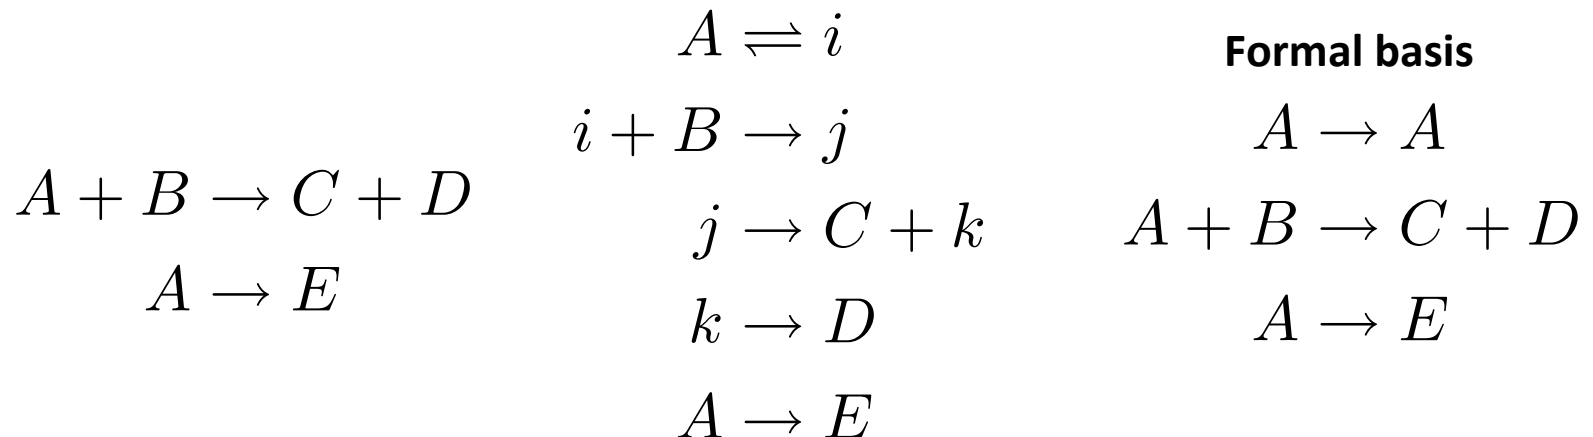 A + B → C + D
A → E
A ⇌ i
i + B → j
j → C + k
k → D
A → E
Formal basis
A → A
A + B → C + D
A → E